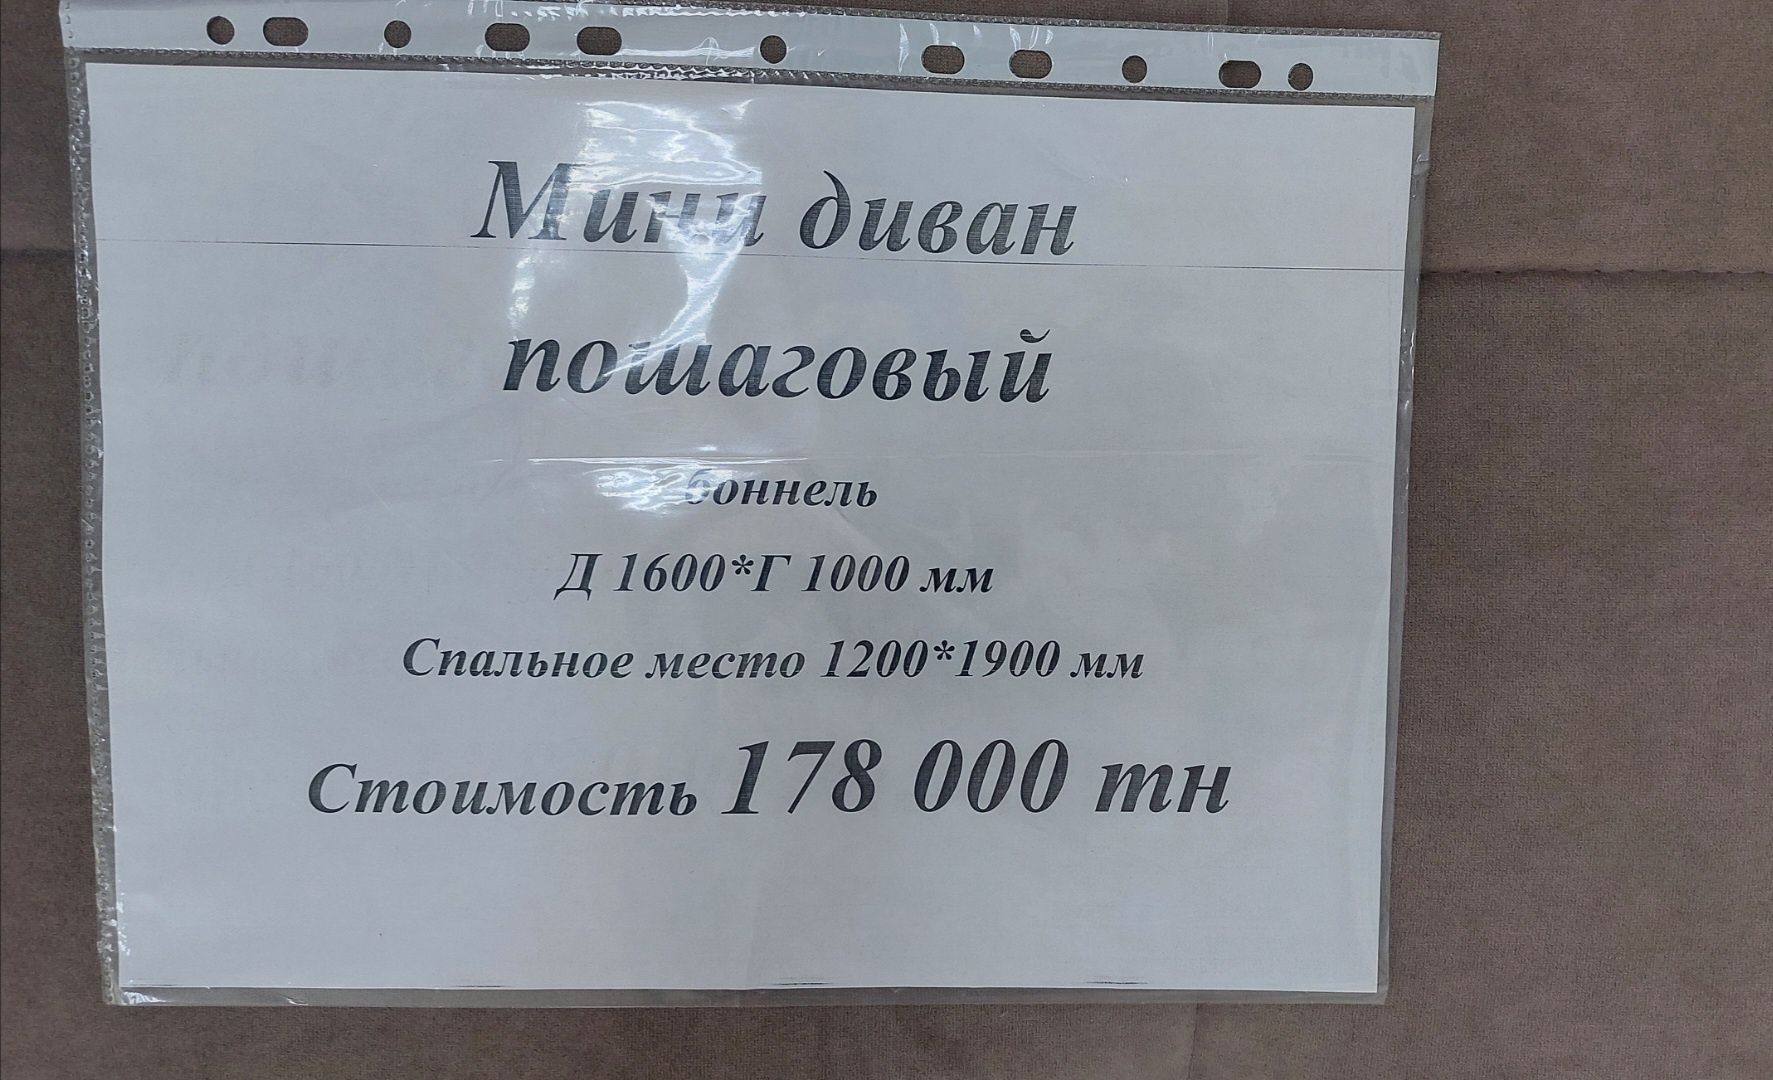 Мини диван
пошаговый
боннель
Д 1600*Г 1000 мм
Спальное место 1200*1900 мм
Стоимость 178 000 тн